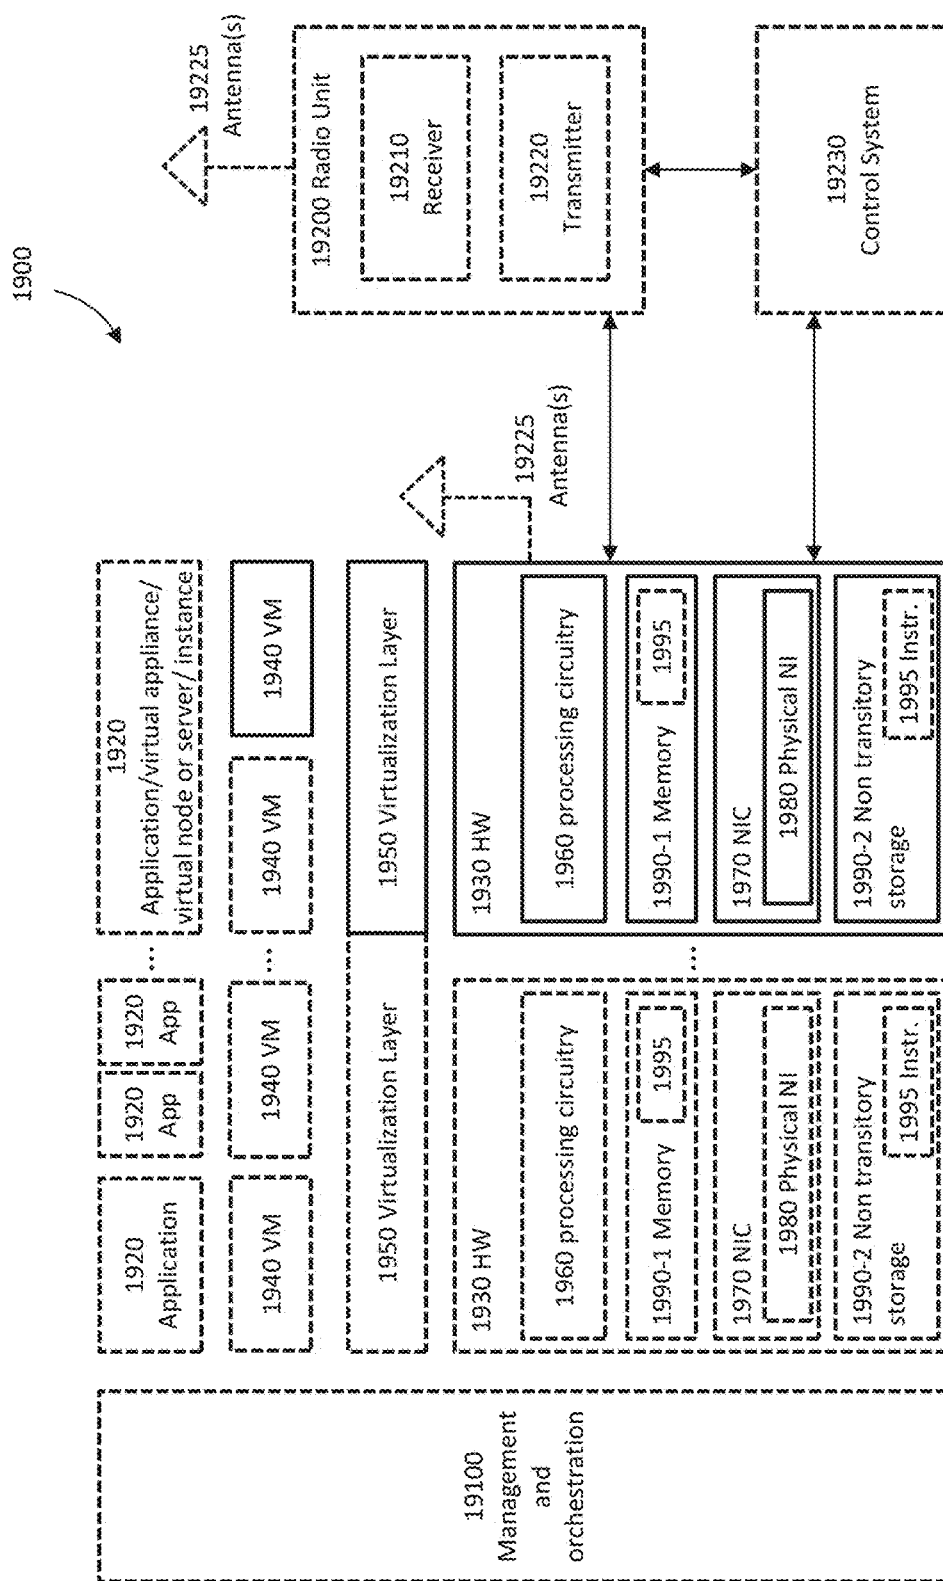 1900
19100
Management
and
orchestration
1920
Application
1920
App
1920
App
...
1920
Application/virtual appliance/
virtual node or server/ instance
1940 VM
1940 VM
...
1940 VM
1940 VM
1950 Virtualization Layer
1950 Virtualization Layer
1930 HW
1960 processing circuitry
1990-1 Memory
1995
1970 NIC
1980 Physical NI
1990-2 Non transitory
storage
1995 Instr.
...
1930 HW
1960 processing circuitry
1990-1 Memory
1995
1970 NIC
1980 Physical NI
1990-2 Non transitory
storage
1995 Instr.
19225
Antenna(s)
19225
Antenna(s)
19200 Radio Unit
19210
Receiver
19220
Transmitter
19230
Control System